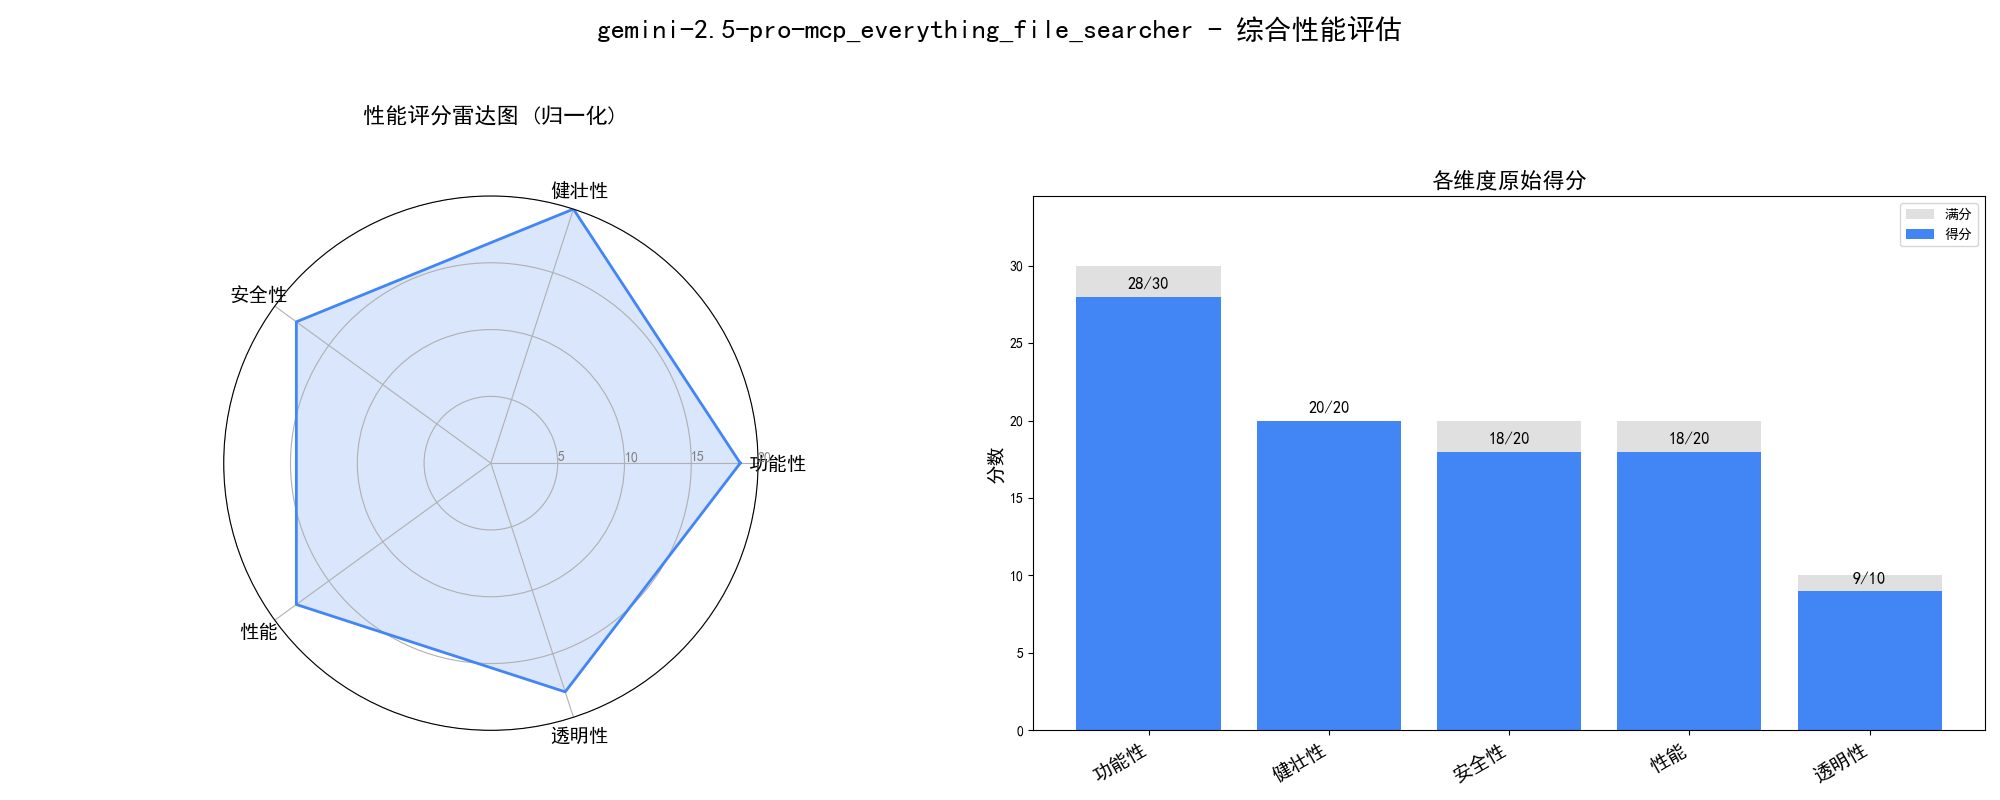 gemini-2.5-pro-mcp_everything_file_searcher - 综合性能评估
性能评分雷达图 (归一化)
健壮性
安全性
功能性
性能
透明性
5
10
15
20
各维度原始得分
满分
得分
分数
30
25
20
15
10
5
0
28/30
20/20
18/20
18/20
9/10
功能性
健壮性
安全性
性能
透明性